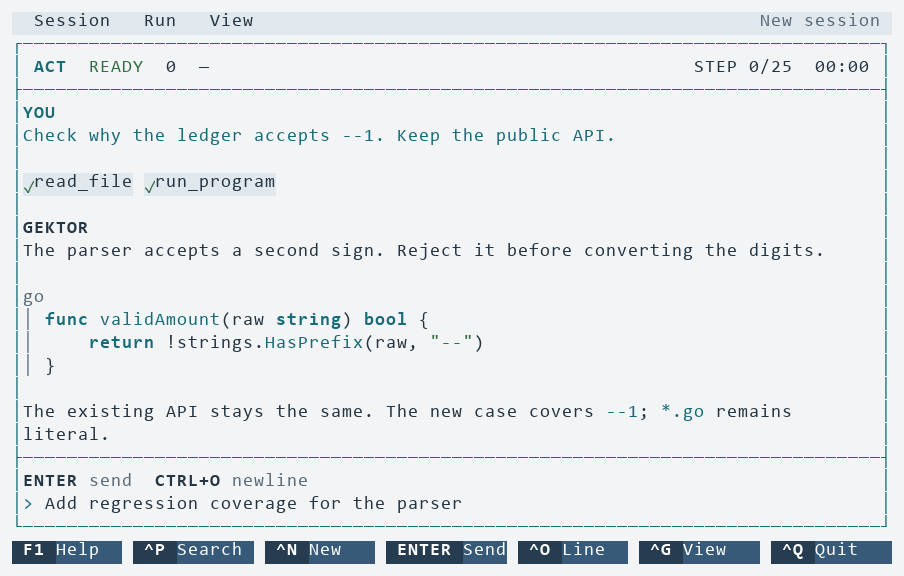 Session Run View New session
ACT READY 0 — STEP 0/25 00:00
YOU
Check why the ledger accepts --1. Keep the public API.
✓read_file ✓run_program
GEKTOR
The parser accepts a second sign. Reject it before converting the digits.
go
func validAmount(raw string) bool {
    return !strings.HasPrefix(raw, "--")
}
The existing API stays the same. The new case covers --1; *.go remains
literal.
ENTER send CTRL+O newline
> Add regression coverage for the parser
F1 Help ^P Search ^N New ENTER Send ^O Line ^G View ^Q Quit